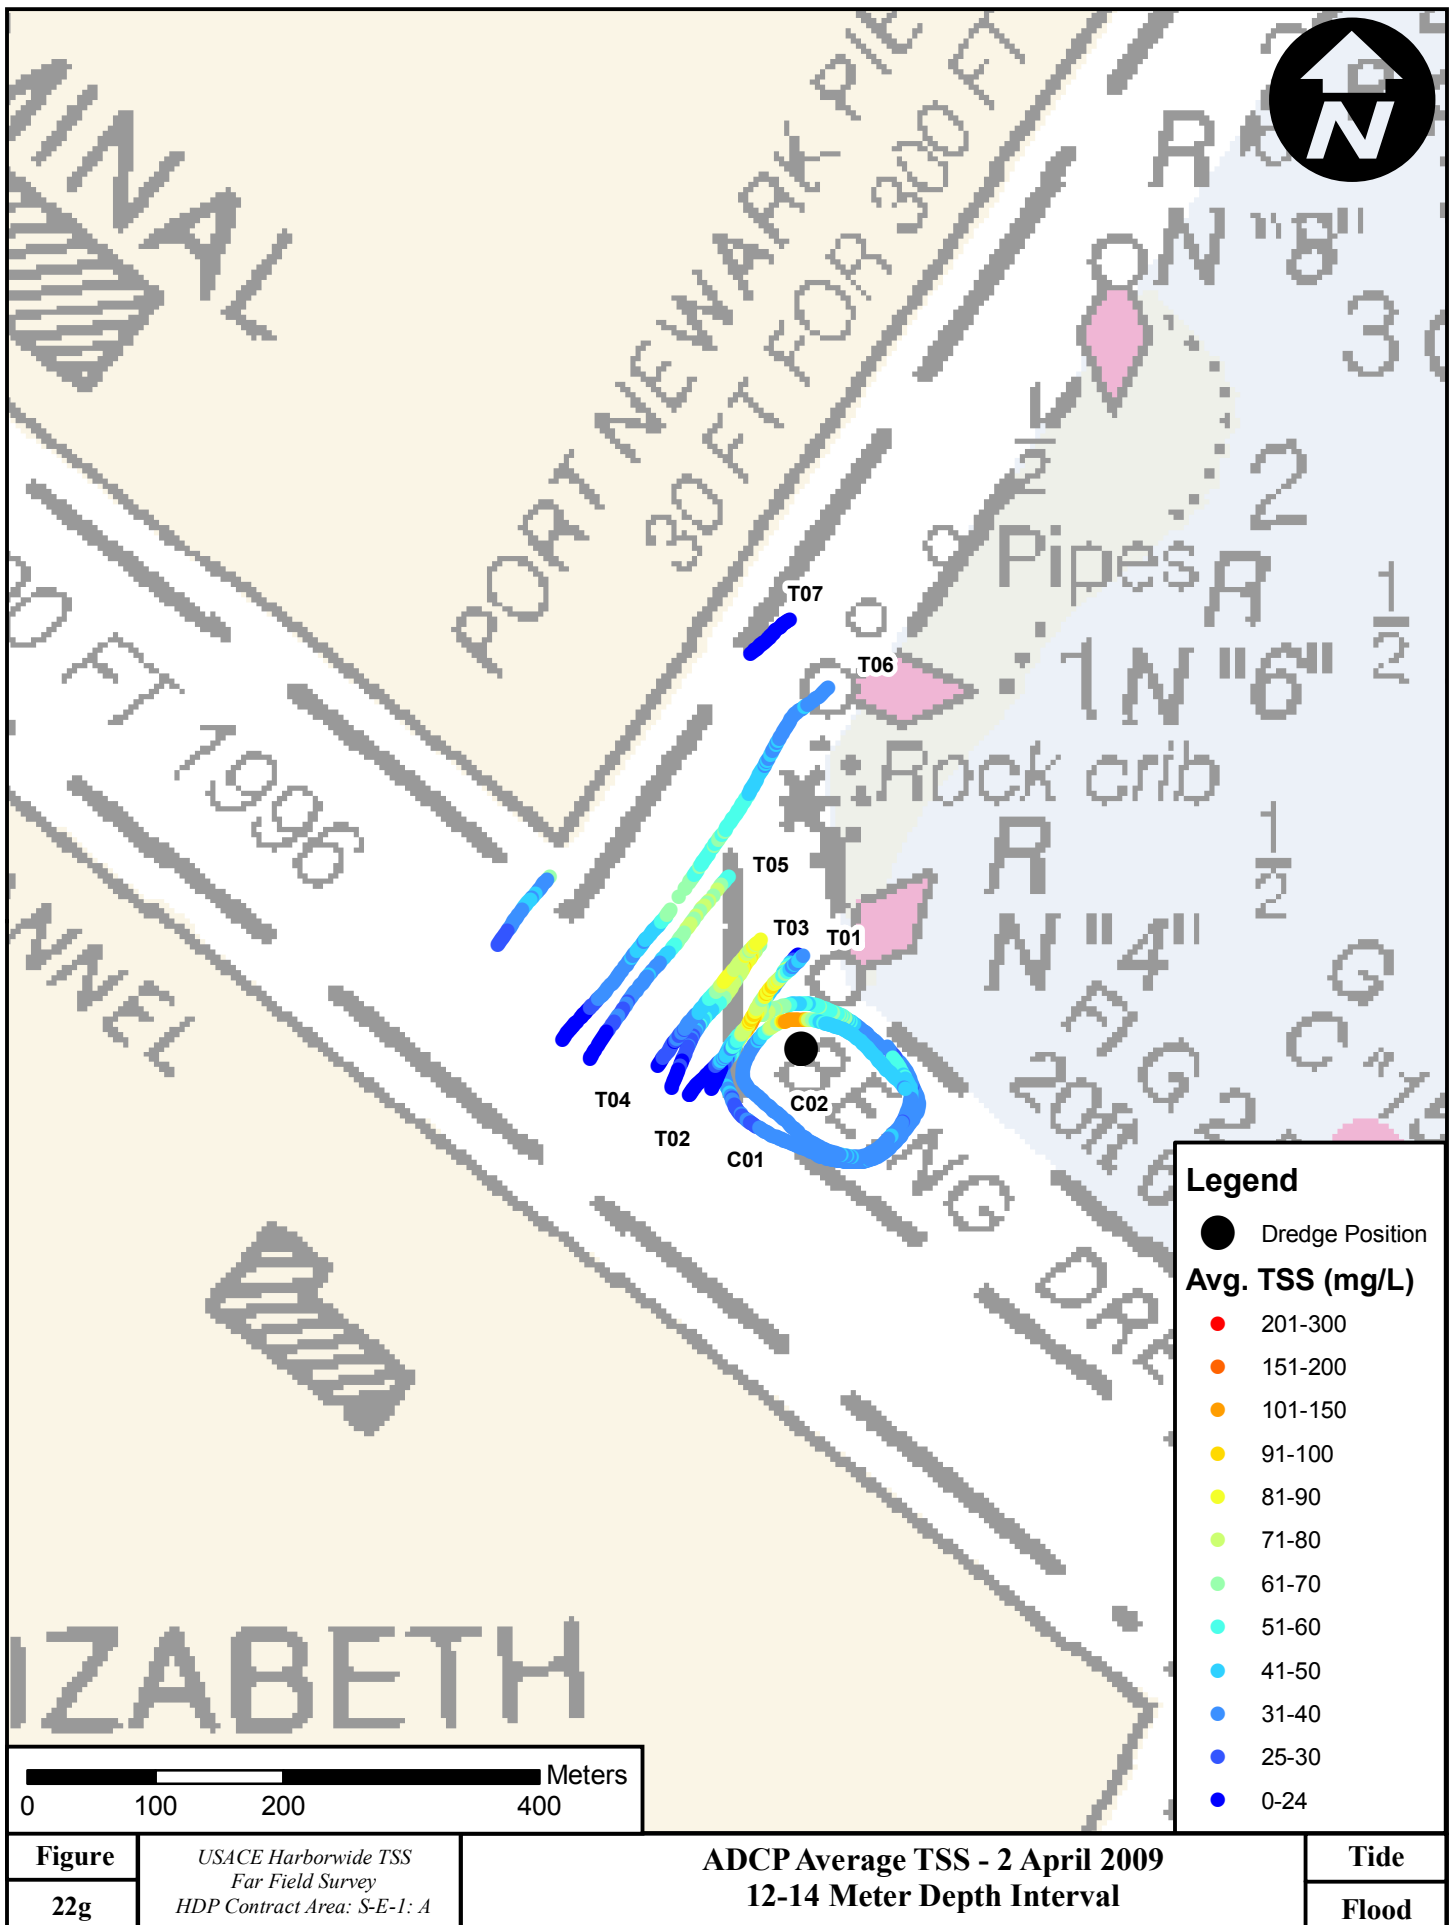 MINAL
PORT NEWARK PIE
30 FT FOR 300 FT
N
R
N "8"
3
1/2
2
Pipes
R
1/2
T07
T06
1 N "6"
FT 1996
Rock crib
R
1/2
T05
N "4"
T03
T01
G
C "1
NNEL
Fl G
20ft
T04
C02
T02
C01
BEING DRE
IZABETH
Legend
Dredge Position
Avg. TSS (mg/L)
201-300
151-200
101-150
91-100
81-90
71-80
61-70
51-60
41-50
31-40
25-30
0-24
Meters
0 100 200 400
Figure
22g
USACE Harborwide TSS
Far Field Survey
HDP Contract Area: S-E-1: A
ADCP Average TSS - 2 April 2009
12-14 Meter Depth Interval
Tide
Flood